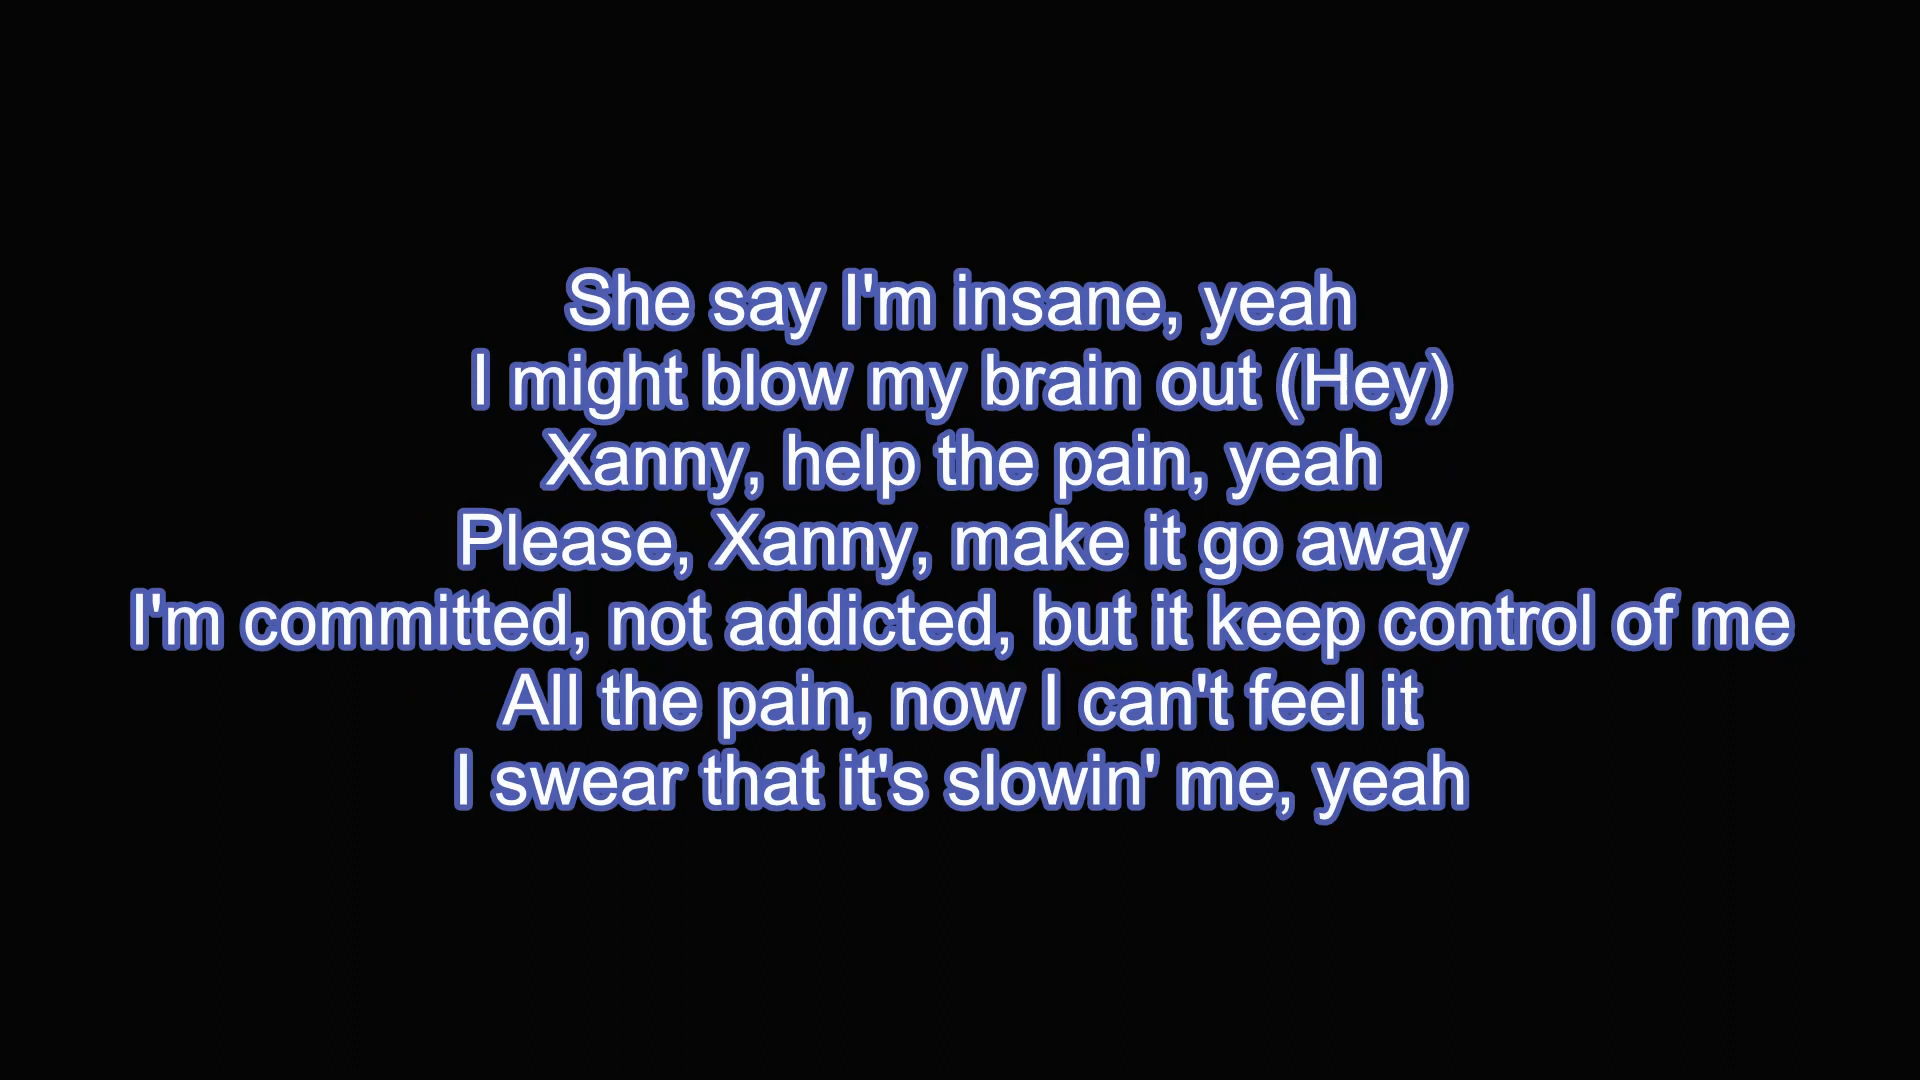 She say I'm insane, yeah
I might blow my brain out (Hey)
Xanny, help the pain, yeah
Please, Xanny, make it go away
I'm committed, not addicted, but it keep control of me
All the pain, now I can't feel it
I swear that it's slowin' me, yeah